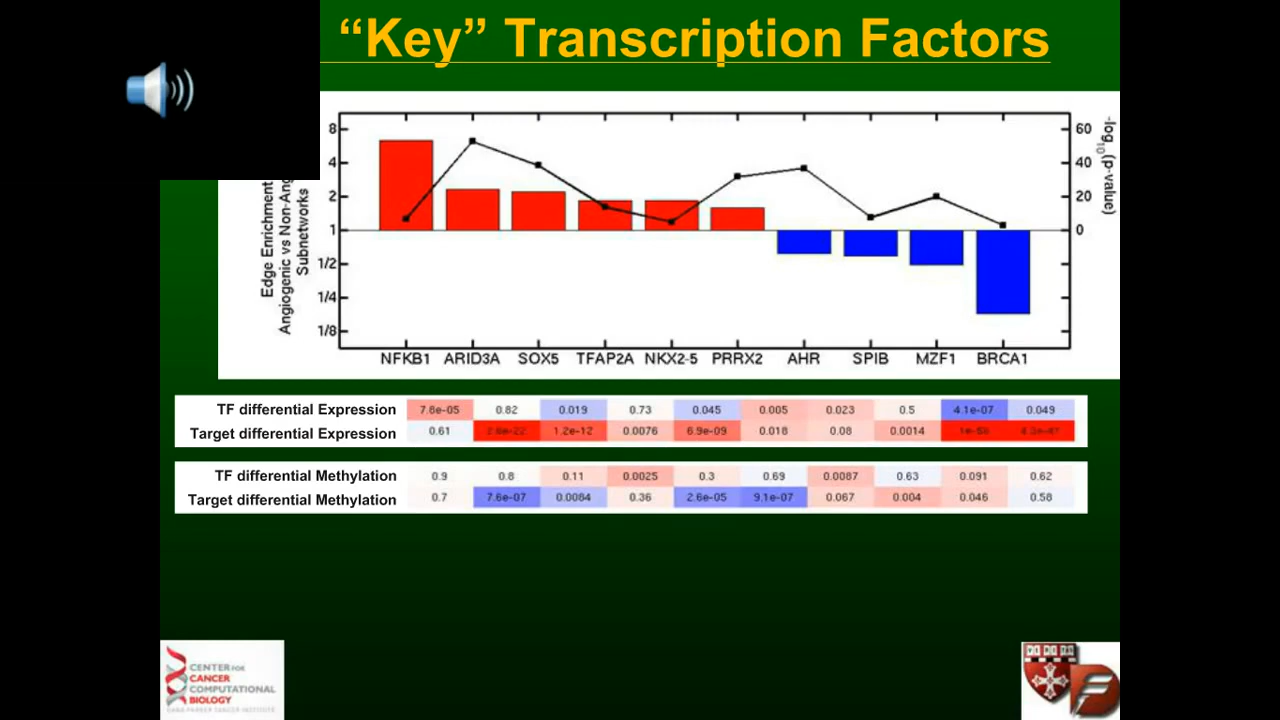 “Key” Transcription Factors
8
4
2
1
1/2
1/4
1/8
Edge Enrichment
Angiogenic vs Non-Ang
Subnetworks
60
40
20
0
-log10 (p-value)
NFKB1 ARID3A SOX5 TFAP2A NKX2-5 PRRX2 AHR SPIB MZF1 BRCA1
TF differential Expression 7.8e-05 0.82 0.019 0.73 0.045 0.005 0.023 0.5 4.1e-07 0.049
Target differential Expression 0.61 1.2e-12 0.0076 6.9e-09 0.018 0.08 0.0014
TF differential Methylation 0.9 0.8 0.11 0.0025 0.3 0.69 0.0087 0.63 0.091 0.62
Target differential Methylation 0.7 7.6e-07 0.0084 0.36 2.6e-05 9.1e-07 0.067 0.004 0.046 0.58
CENTER FOR
CANCER
COMPUTATIONAL
BIOLOGY